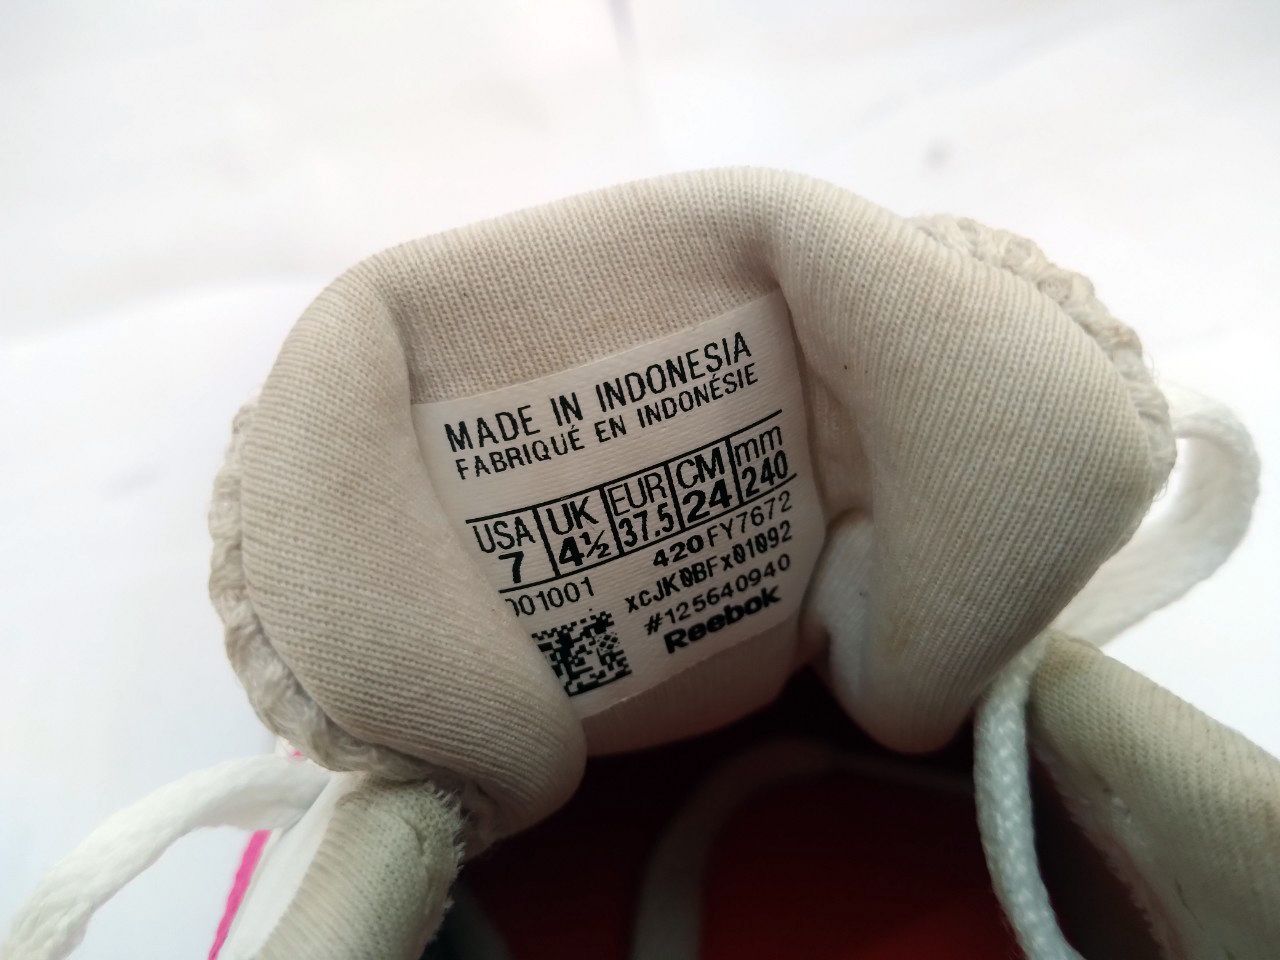 MADE IN INDONESIA
FABRIQUÉ EN INDONÉSIE
USA UK EUR CM mm
7 4½ 37.5 24 240
001001 420 FY7672
xcJK0BFx01092
#125640940
Reebok